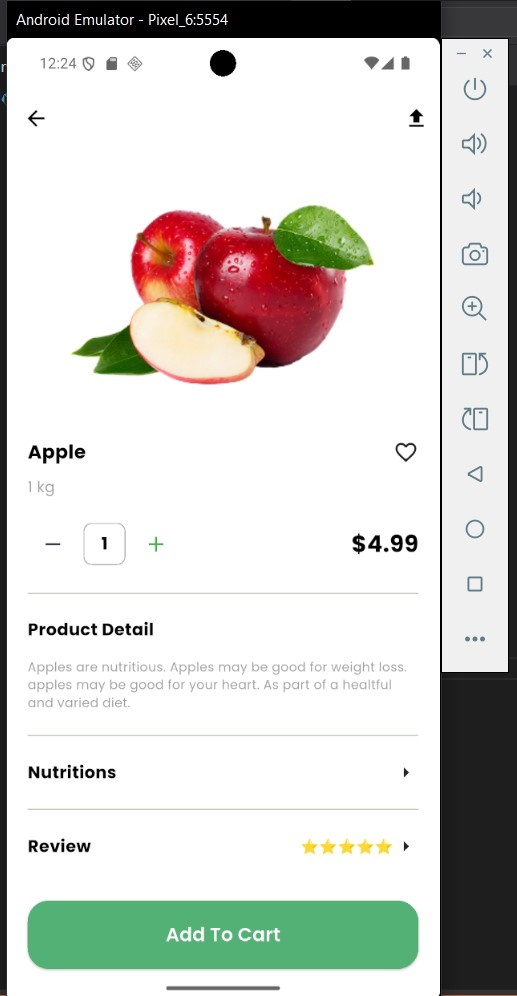 Android Emulator - Pixel_6:5554
12:24
Apple
1 kg
1
$4.99
Product Detail
Apples are nutritious. Apples may be good for weight loss.
apples may be good for your heart. As part of a healtful
and varied diet.
Nutritions
Review
Add To Cart